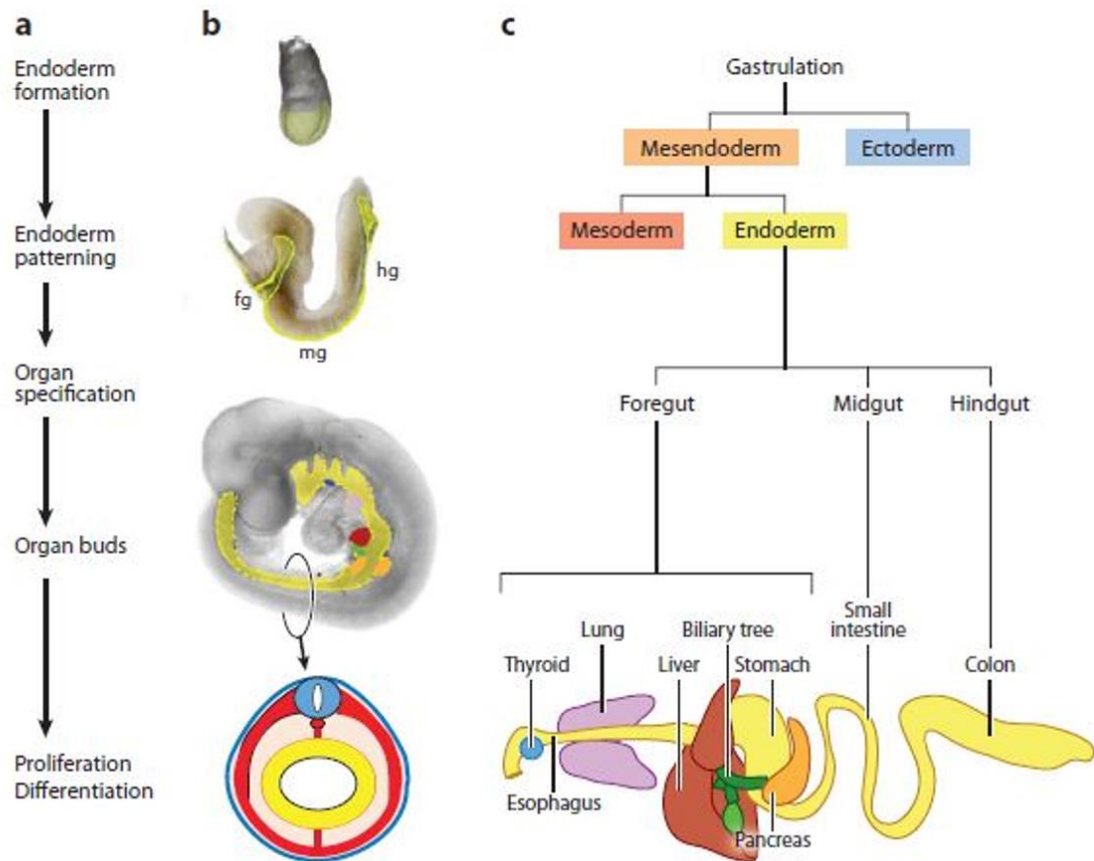 a
Endoderm
formation
Endoderm
patterning
Organ
specification
Organ buds
Proliferation
Differentiation
b
fg
hg
mg
c
Gastrulation
Mesendoderm
Ectoderm
Mesoderm
Endoderm
Foregut
Midgut
Hindgut
Small
intestine
Lung
Biliary tree
Thyroid
Liver
Stomach
Colon
Esophagus
Pancreas